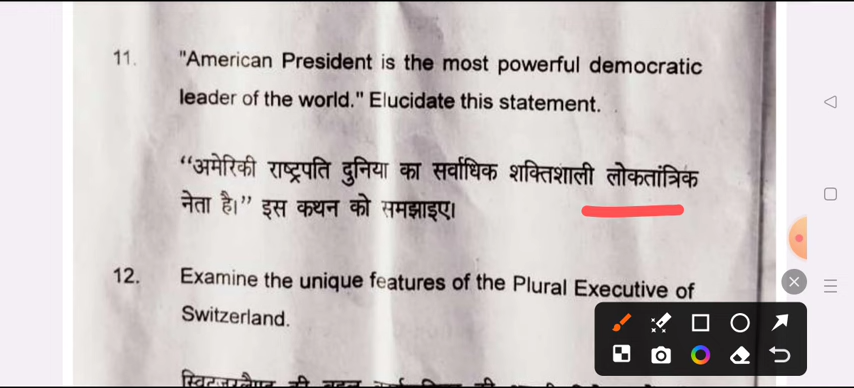 11. "American President is the most powerful democratic
leader of the world." Elucidate this statement.
‘‘अमेरिकी राष्ट्रपति दुनिया का सर्वाधिक शक्तिशाली लोकतांत्रिक
नेता है।’’ इस कथन को समझाइए।
12. Examine the unique features of the Plural Executive of
Switzerland.